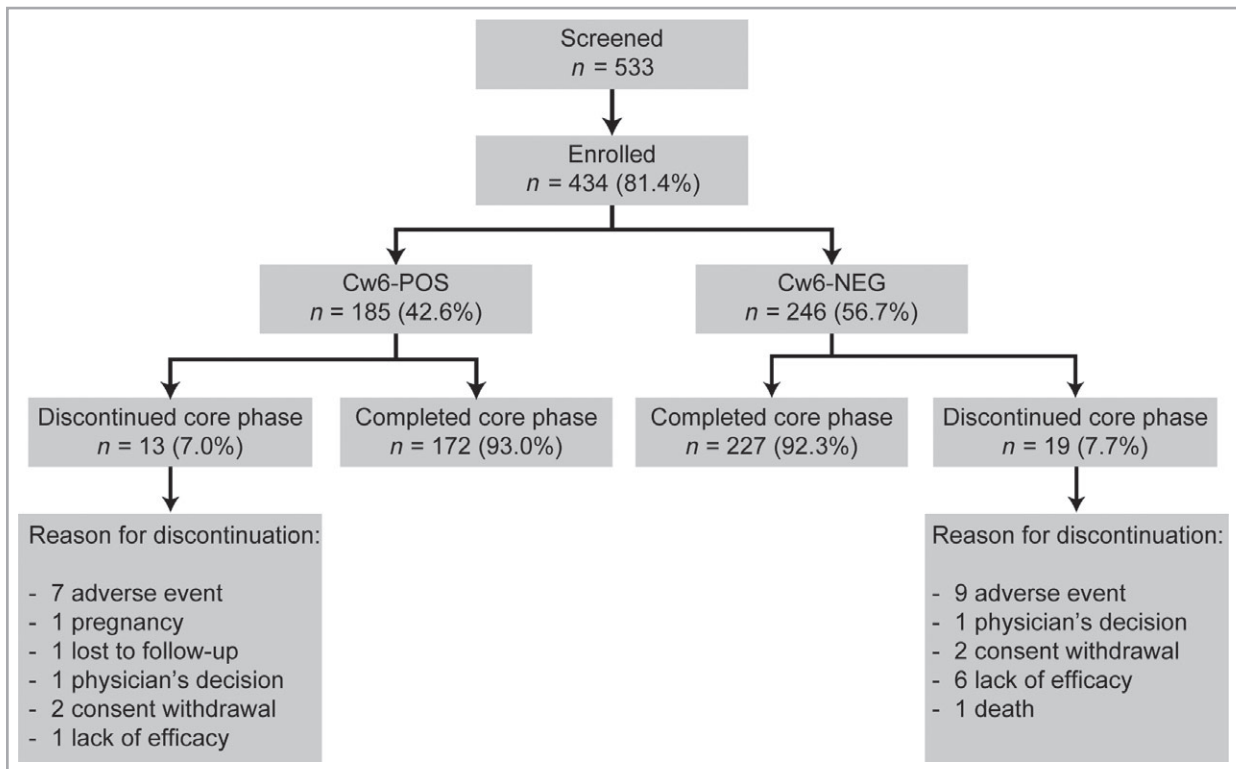 Screened
n = 533
Enrolled
n = 434 (81.4%)
Cw6-POS
n = 185 (42.6%)
Cw6-NEG
n = 246 (56.7%)
Discontinued core phase
n = 13 (7.0%)
Completed core phase
n = 172 (93.0%)
Completed core phase
n = 227 (92.3%)
Discontinued core phase
n = 19 (7.7%)
Reason for discontinuation:
- 7 adverse event
- 1 pregnancy
- 1 lost to follow-up
- 1 physician’s decision
- 2 consent withdrawal
- 1 lack of efficacy
Reason for discontinuation:
- 9 adverse event
- 1 physician’s decision
- 2 consent withdrawal
- 6 lack of efficacy
- 1 death